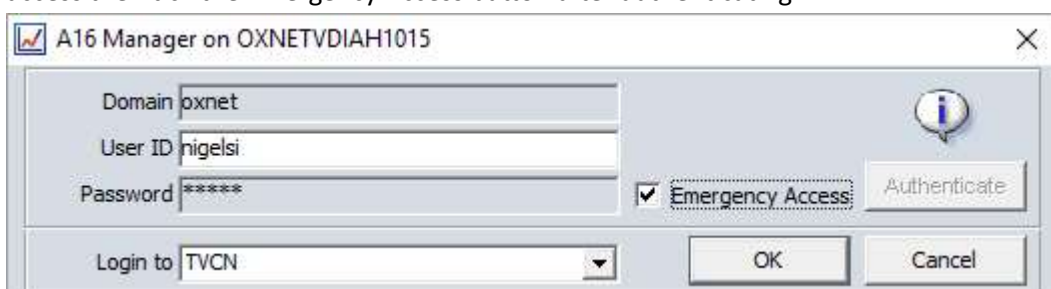 A16 Manager on OXNETVDIAH1015
Domain oxnet
User ID nigelsi
Password *****
Emergency Access
Authenticate
Login to TVCN
OK
Cancel